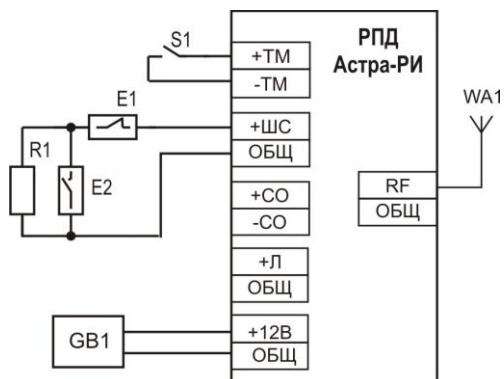 S1
+ТМ
-ТМ
РПД
Астра-РИ
WA1
E1
+ШС
ОБЩ
R1
E2
RF
ОБЩ
+СО
-СО
+Л
ОБЩ
GB1
+12В
ОБЩ